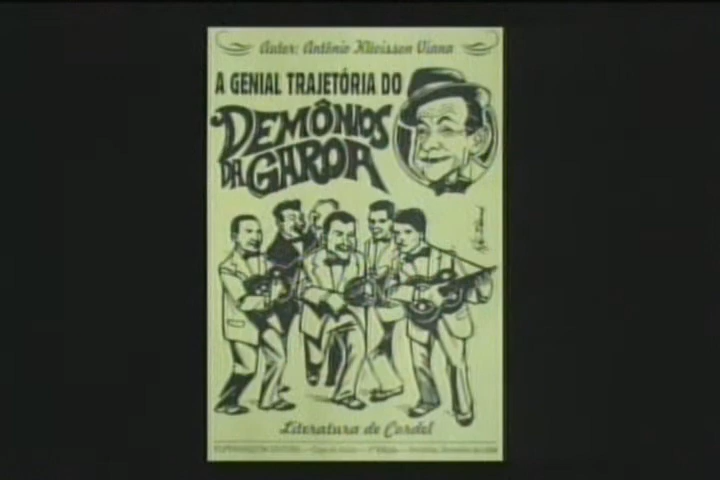 Autor: Antônio Klévisson Viana
A GENIAL TRAJETÓRIA DO
DEMÔNIOS
DA GAROA
Literatura de Cordel